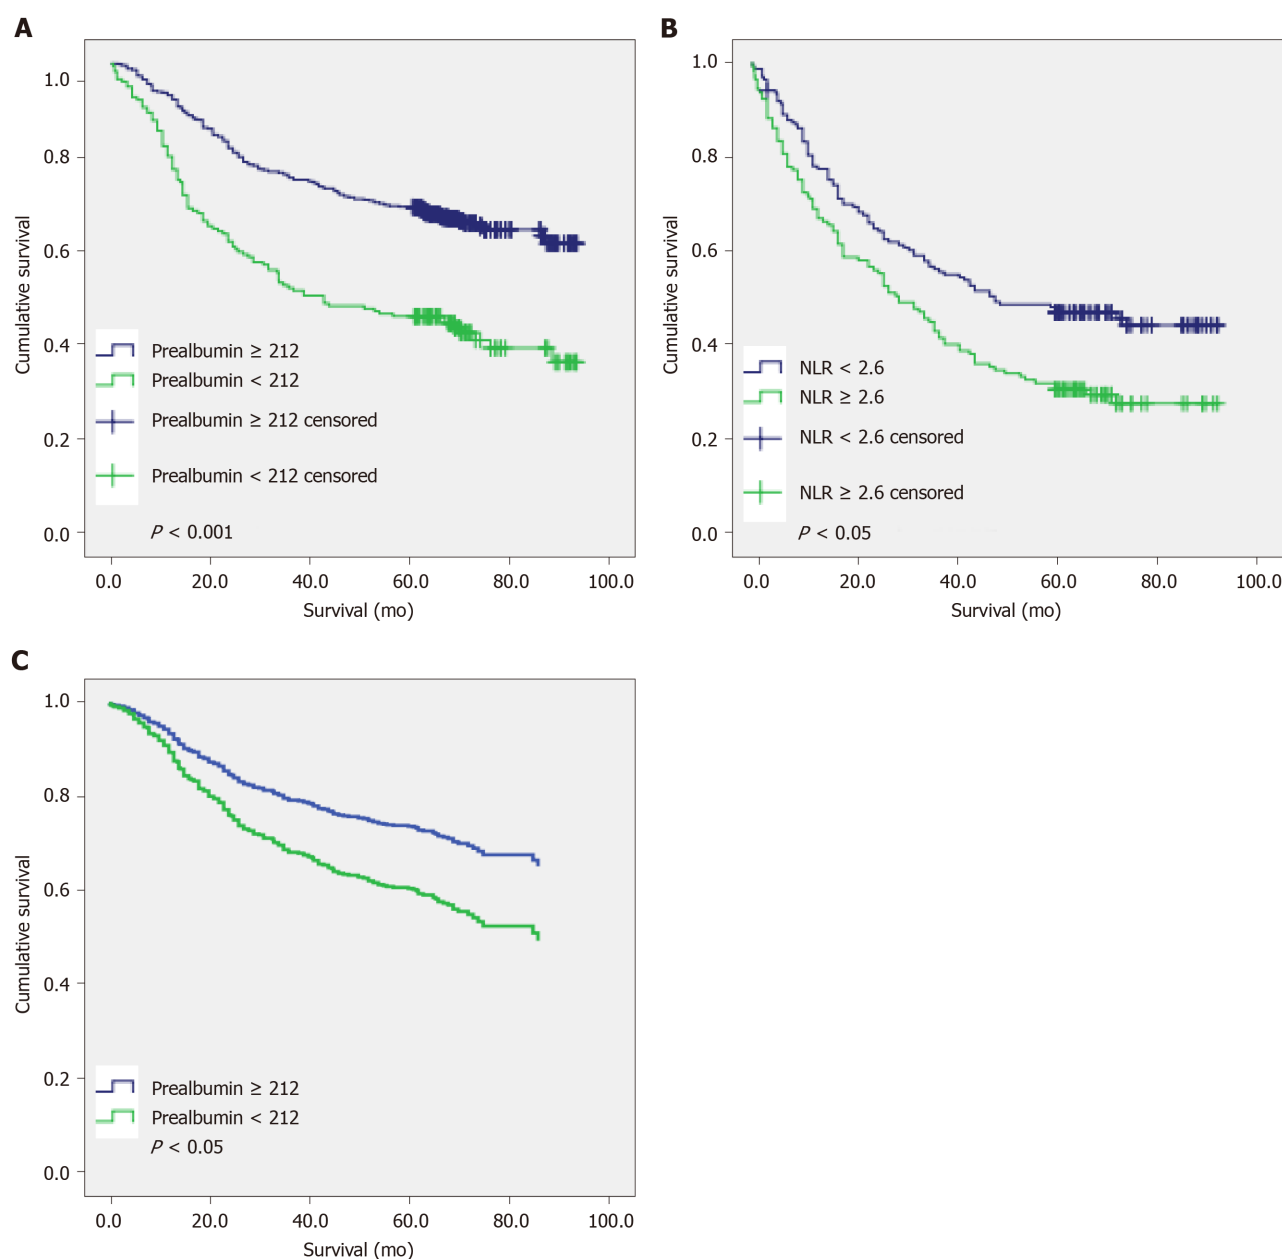 A
Cumulative survival
1.0
0.8
0.6
0.4
0.2
0.0
Prealbumin ≥ 212
Prealbumin < 212
Prealbumin ≥ 212 censored
Prealbumin < 212 censored
P < 0.001
0.0 20.0 40.0 60.0 80.0 100.0
Survival (mo)
B
Cumulative survival
1.0
0.8
0.6
0.4
0.2
0.0
NLR < 2.6
NLR ≥ 2.6
NLR < 2.6 censored
NLR ≥ 2.6 censored
P < 0.05
0.0 20.0 40.0 60.0 80.0 100.0
Survival (mo)
C
Cumulative survival
1.0
0.8
0.6
0.4
0.2
0.0
Prealbumin ≥ 212
Prealbumin < 212
P < 0.05
0.0 20.0 40.0 60.0 80.0 100.0
Survival (mo)